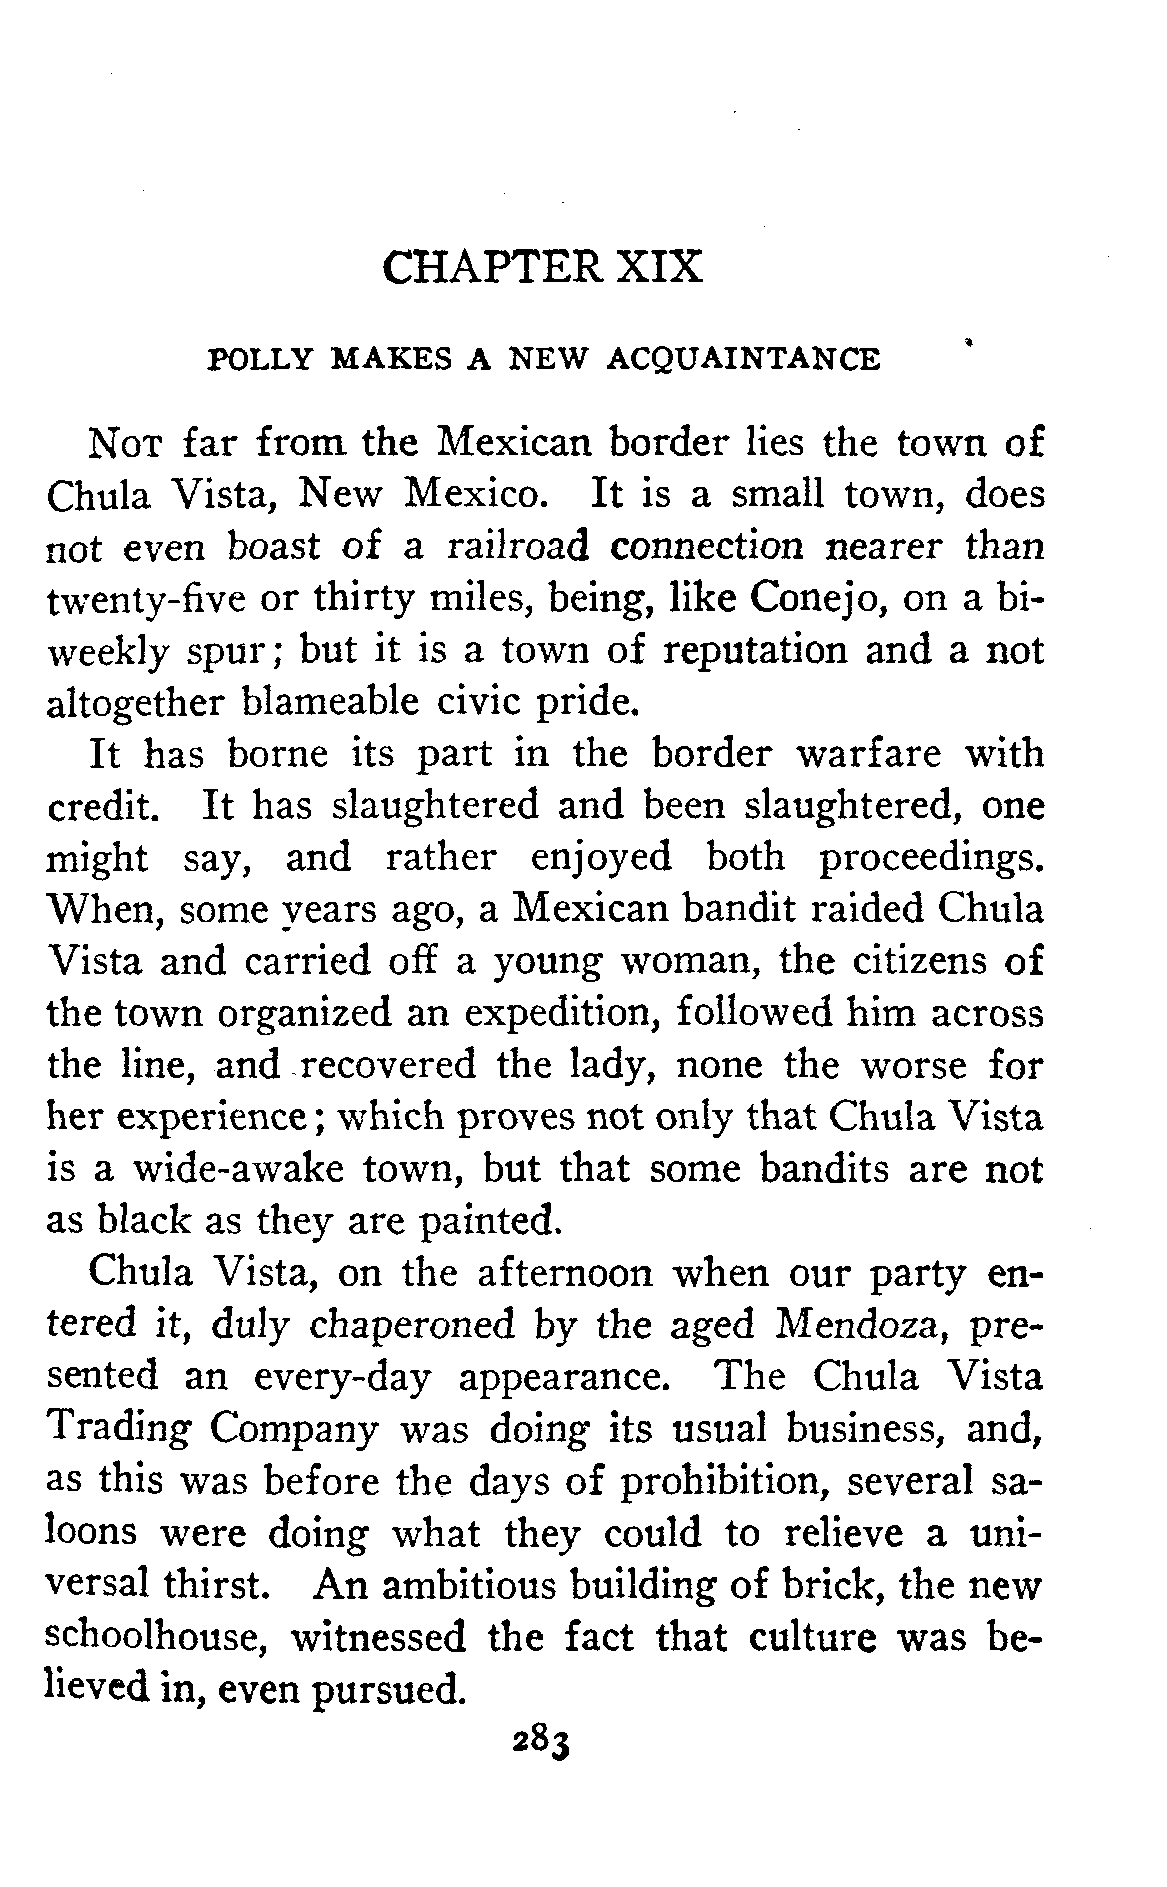 CHAPTER XIX
POLLY MAKES A NEW ACQUAINTANCE
NOT far from the Mexican border lies the town of
Chula Vista, New Mexico. It is a small town, does
not even boast of a railroad connection nearer than
twenty-five or thirty miles, being, like Conejo, on a bi-
weekly spur; but it is a town of reputation and a not
altogether blameable civic pride.
It has borne its part in the border warfare with
credit. It has slaughtered and been slaughtered, one
might say, and rather enjoyed both proceedings.
When, some years ago, a Mexican bandit raided Chula
Vista and carried off a young woman, the citizens of
the town organized an expedition, followed him across
the line, and recovered the lady, none the worse for
her experience; which proves not only that Chula Vista
is a wide-awake town, but that some bandits are not
as black as they are painted.
Chula Vista, on the afternoon when our party en-
tered it, duly chaperoned by the aged Mendoza, pre-
sented an every-day appearance. The Chula Vista
Trading Company was doing its usual business, and,
as this was before the days of prohibition, several sa-
loons were doing what they could to relieve a uni-
versal thirst. An ambitious building of brick, the new
schoolhouse, witnessed the fact that culture was be-
lieved in, even pursued.
283